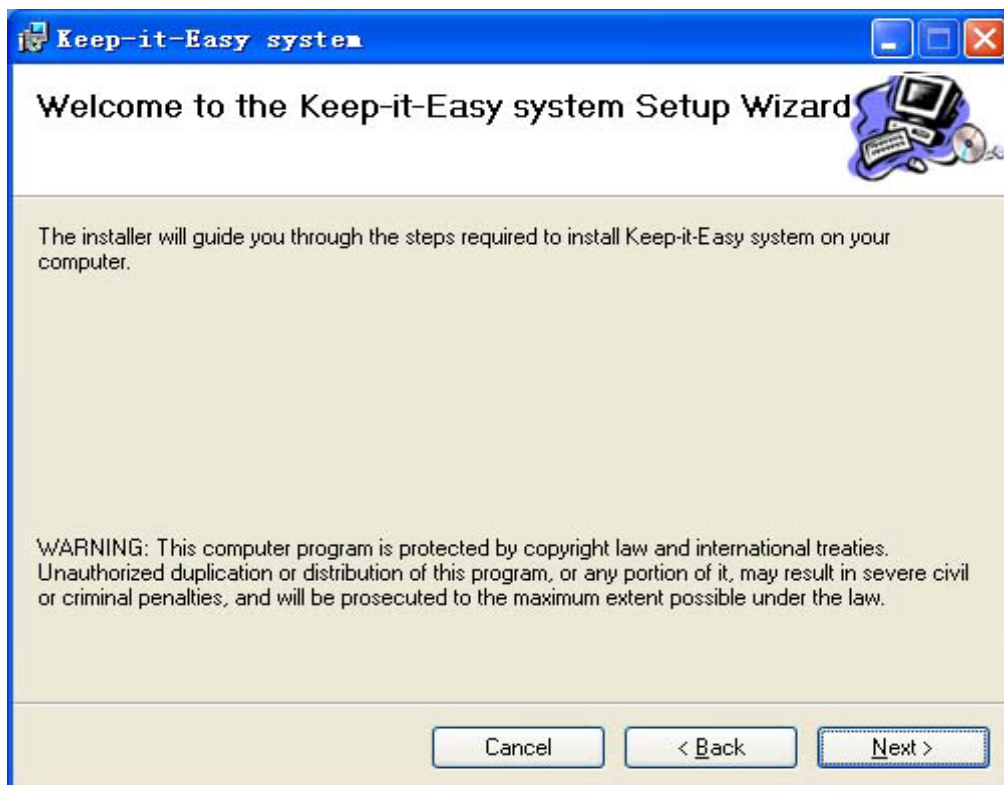 Keep-it-Easy system
Welcome to the Keep-it-Easy system Setup Wizard
The installer will guide you through the steps required to install Keep-it-Easy system on your
computer.
WARNING: This computer program is protected by copyright law and international treaties.
Unauthorized duplication or distribution of this program, or any portion of it, may result in severe civil
or criminal penalties, and will be prosecuted to the maximum extent possible under the law.
Cancel
< Back
Next >